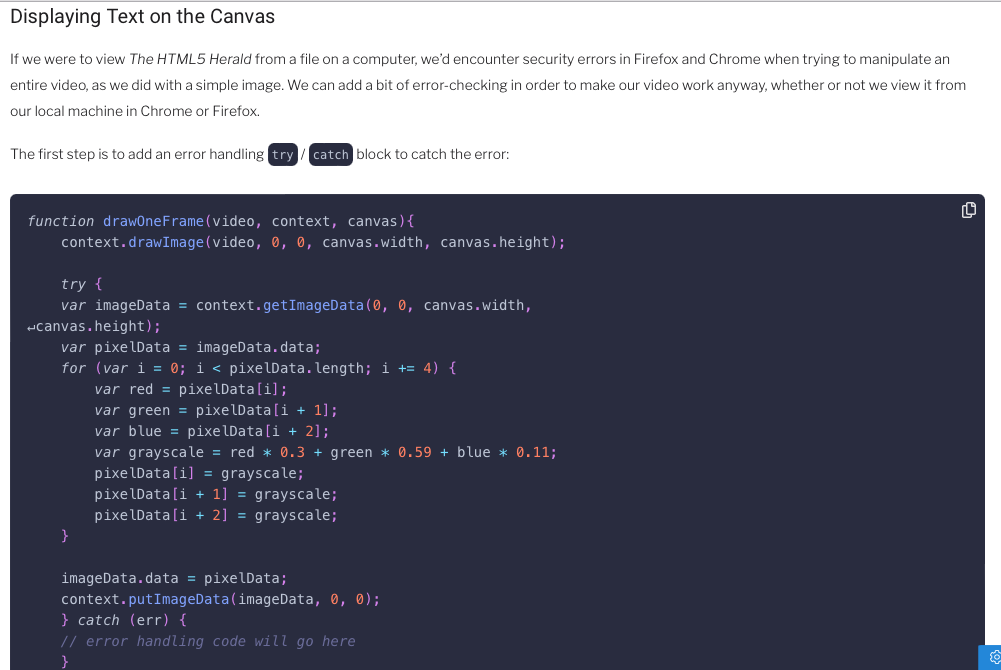 Displaying Text on the Canvas
If we were to view The HTML5 Herald from a file on a computer, we’d encounter security errors in Firefox and Chrome when trying to manipulate an
entire video, as we did with a simple image. We can add a bit of error-checking in order to make our video work anyway, whether or not we view it from
our local machine in Chrome or Firefox.
The first step is to add an error handling try / catch block to catch the error:
function drawOneFrame(video, context, canvas){
    context.drawImage(video, 0, 0, canvas.width, canvas.height);
    try {
    var imageData = context.getImageData(0, 0, canvas.width,
↵canvas.height);
    var pixelData = imageData.data;
    for (var i = 0; i < pixelData.length; i += 4) {
        var red = pixelData[i];
        var green = pixelData[i + 1];
        var blue = pixelData[i + 2];
        var grayscale = red * 0.3 + green * 0.59 + blue * 0.11;
        pixelData[i] = grayscale;
        pixelData[i + 1] = grayscale;
        pixelData[i + 2] = grayscale;
    }
    imageData.data = pixelData;
    context.putImageData(imageData, 0, 0);
    } catch (err) {
    // error handling code will go here
    }